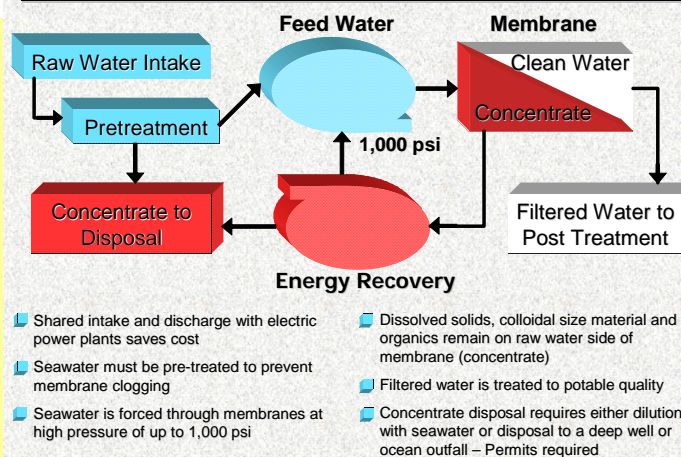 Feed Water
Membrane
Raw Water Intake
Clean Water
Pretreatment
Concentrate
1,000 psi
Concentrate to
Disposal
Filtered Water to
Post Treatment
Energy Recovery
Shared intake and discharge with electric
power plants saves cost
Seawater must be pre-treated to prevent
membrane clogging
Seawater is forced through membranes at
high pressure of up to 1,000 psi
Dissolved solids, colloidal size material and
organics remain on raw water side of
membrane (concentrate)
Filtered water is treated to potable quality
Concentrate disposal requires either dilution
with seawater or disposal to a deep well or
ocean outfall – Permits required